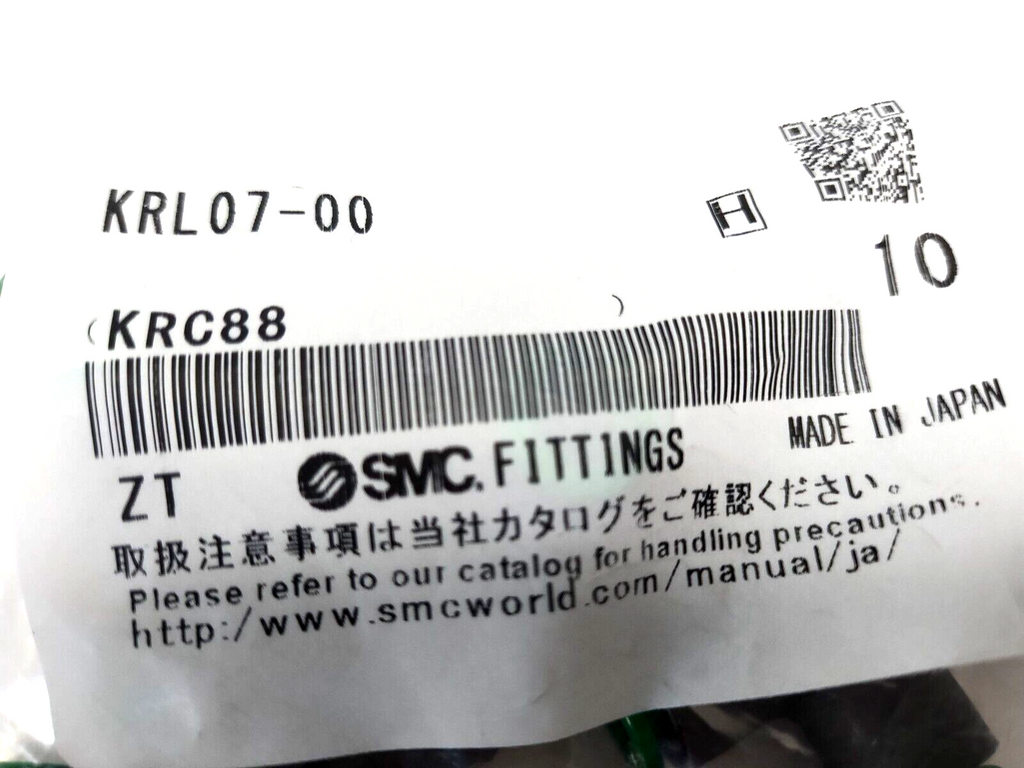 KRL07-00
H
10
(KRC88 )
ZT
SMC. FITTINGS
MADE IN JAPAN
取扱注意事項は当社カタログをご確認ください。
Please refer to our catalog for handling precautions.
http:/www.smcworld.com/manual/ja/